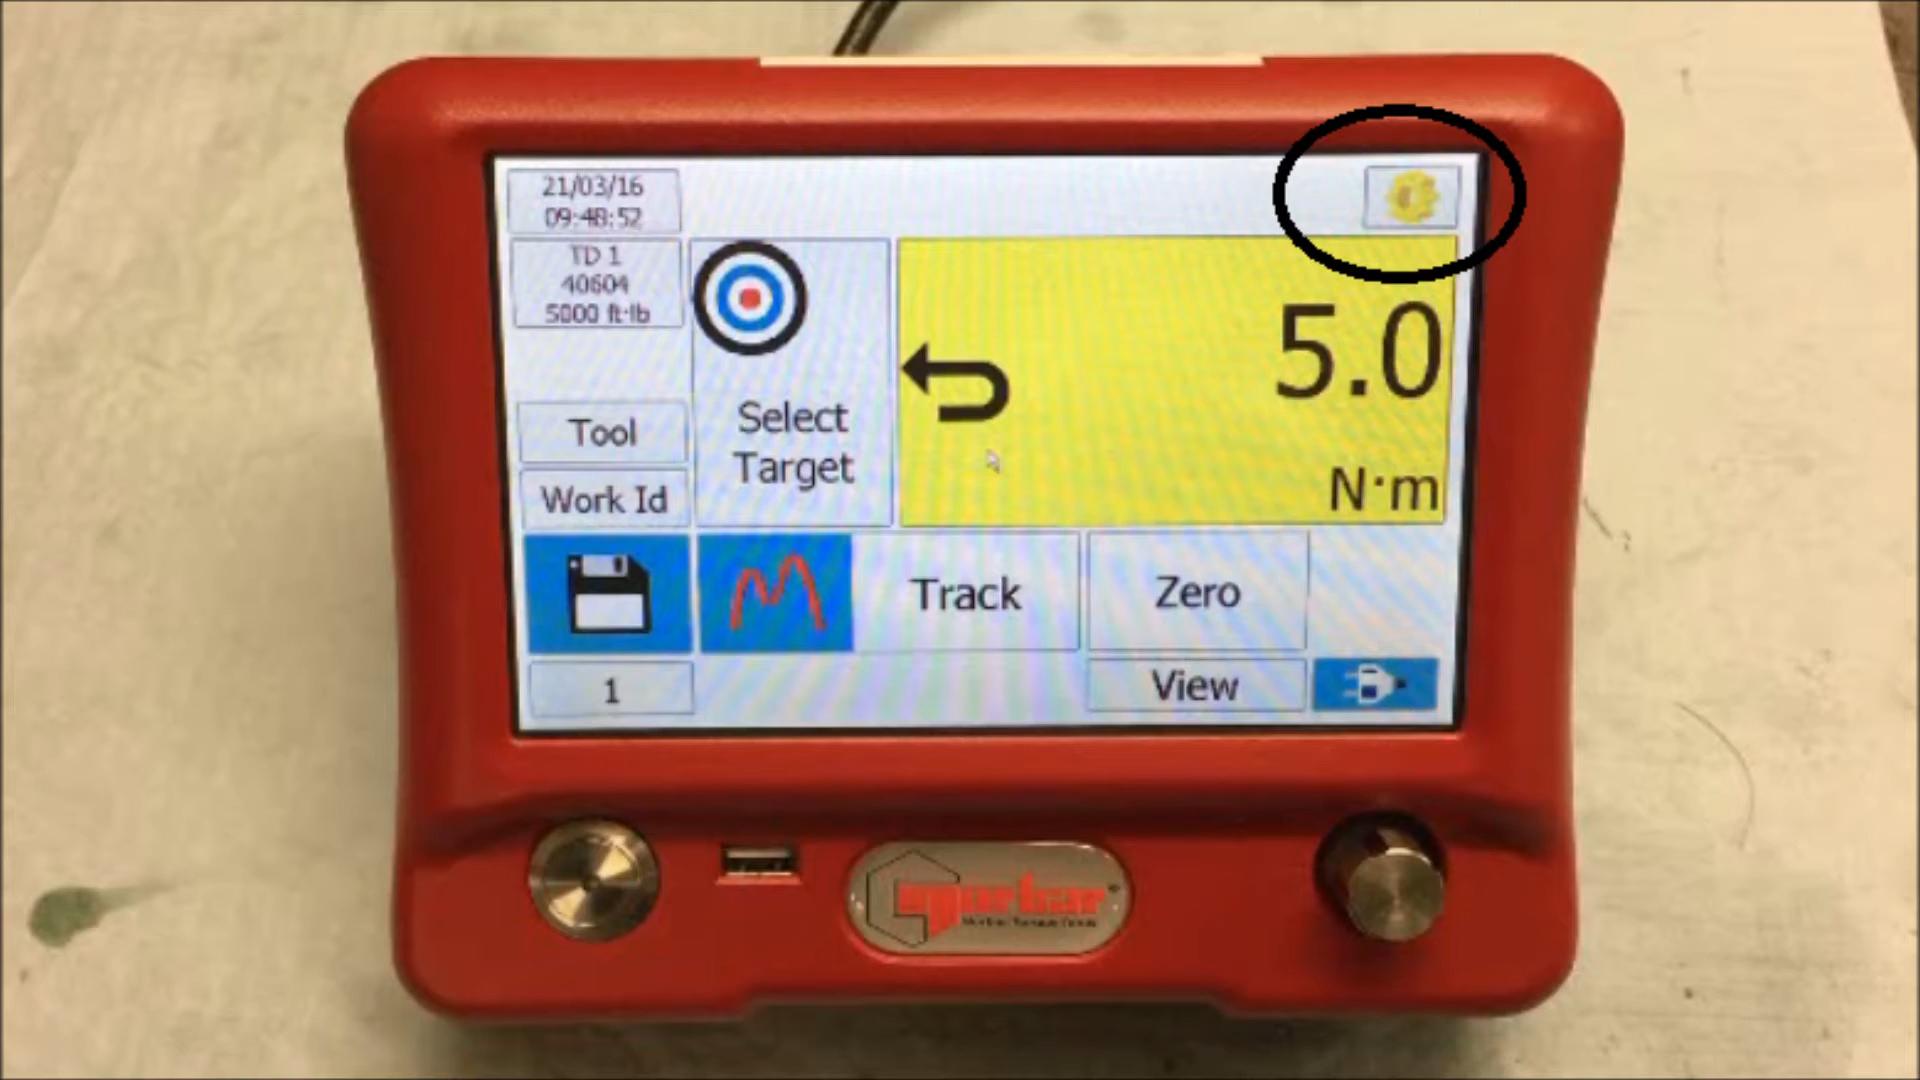 21/03/16
09:48:52
TD 1
40604
5000 ft·lb
Select
Target
5.0
N·m
Tool
Work Id
Track
Zero
1
View
norbar